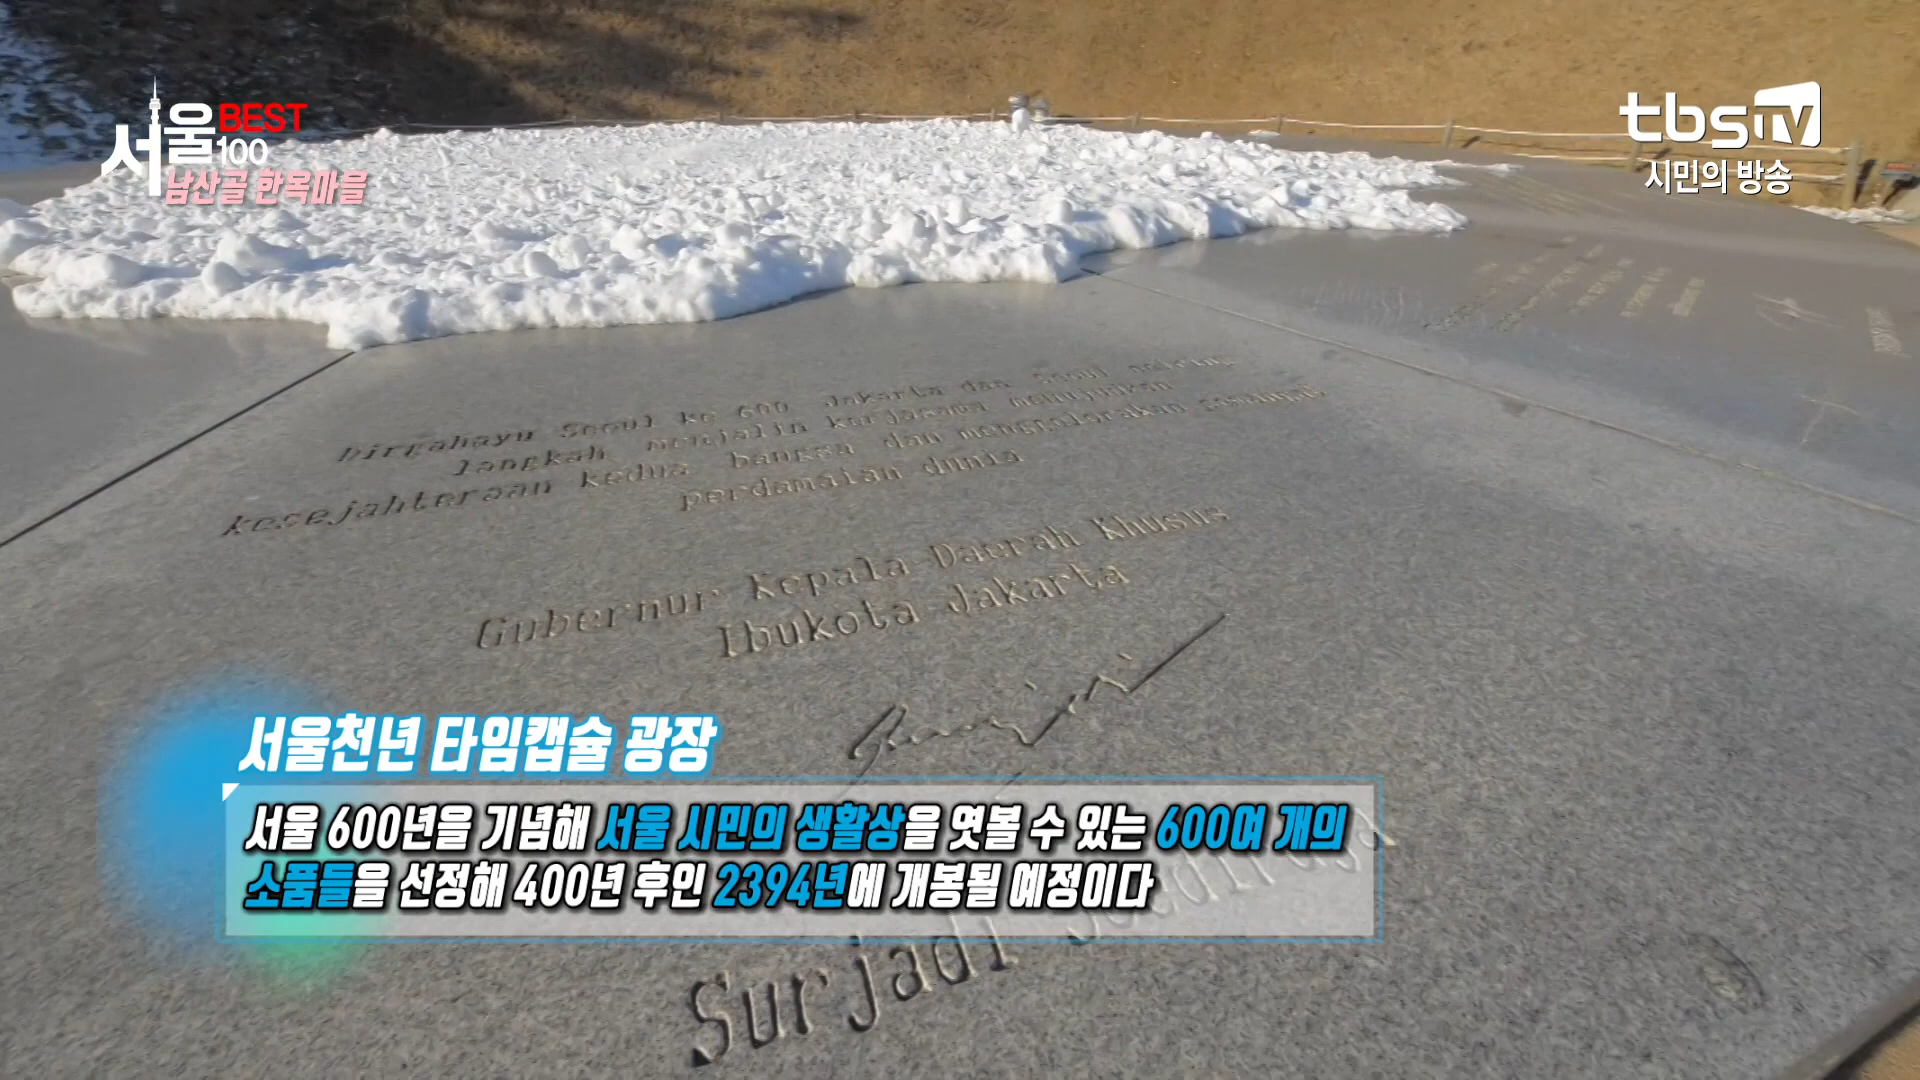 서울 BEST 100
남산골 한옥마을
tbs TV
시민의 방송
Dirgahayu Seoul ke 600 Jakarta dan Seoul
langkah menjalin kerjasama
kesejahteraan kedua bangsa dan
perdamaian dunia
Gubernur Kepala Daerah Khusus
Ibukota Jakarta
Surjadi Soedirdja
서울천년 타임캡슐 광장
서울 600년을 기념해 서울 시민의 생활상을 엿볼 수 있는 600여 개의
소품들을 선정해 400년 후인 2394년에 개봉될 예정이다